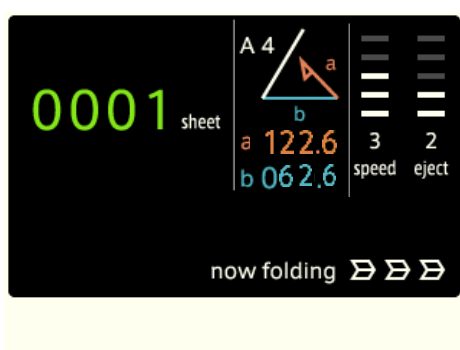 0001 sheet
A 4
a
b
a 122.6
b 062.6
3 2
speed eject
now folding